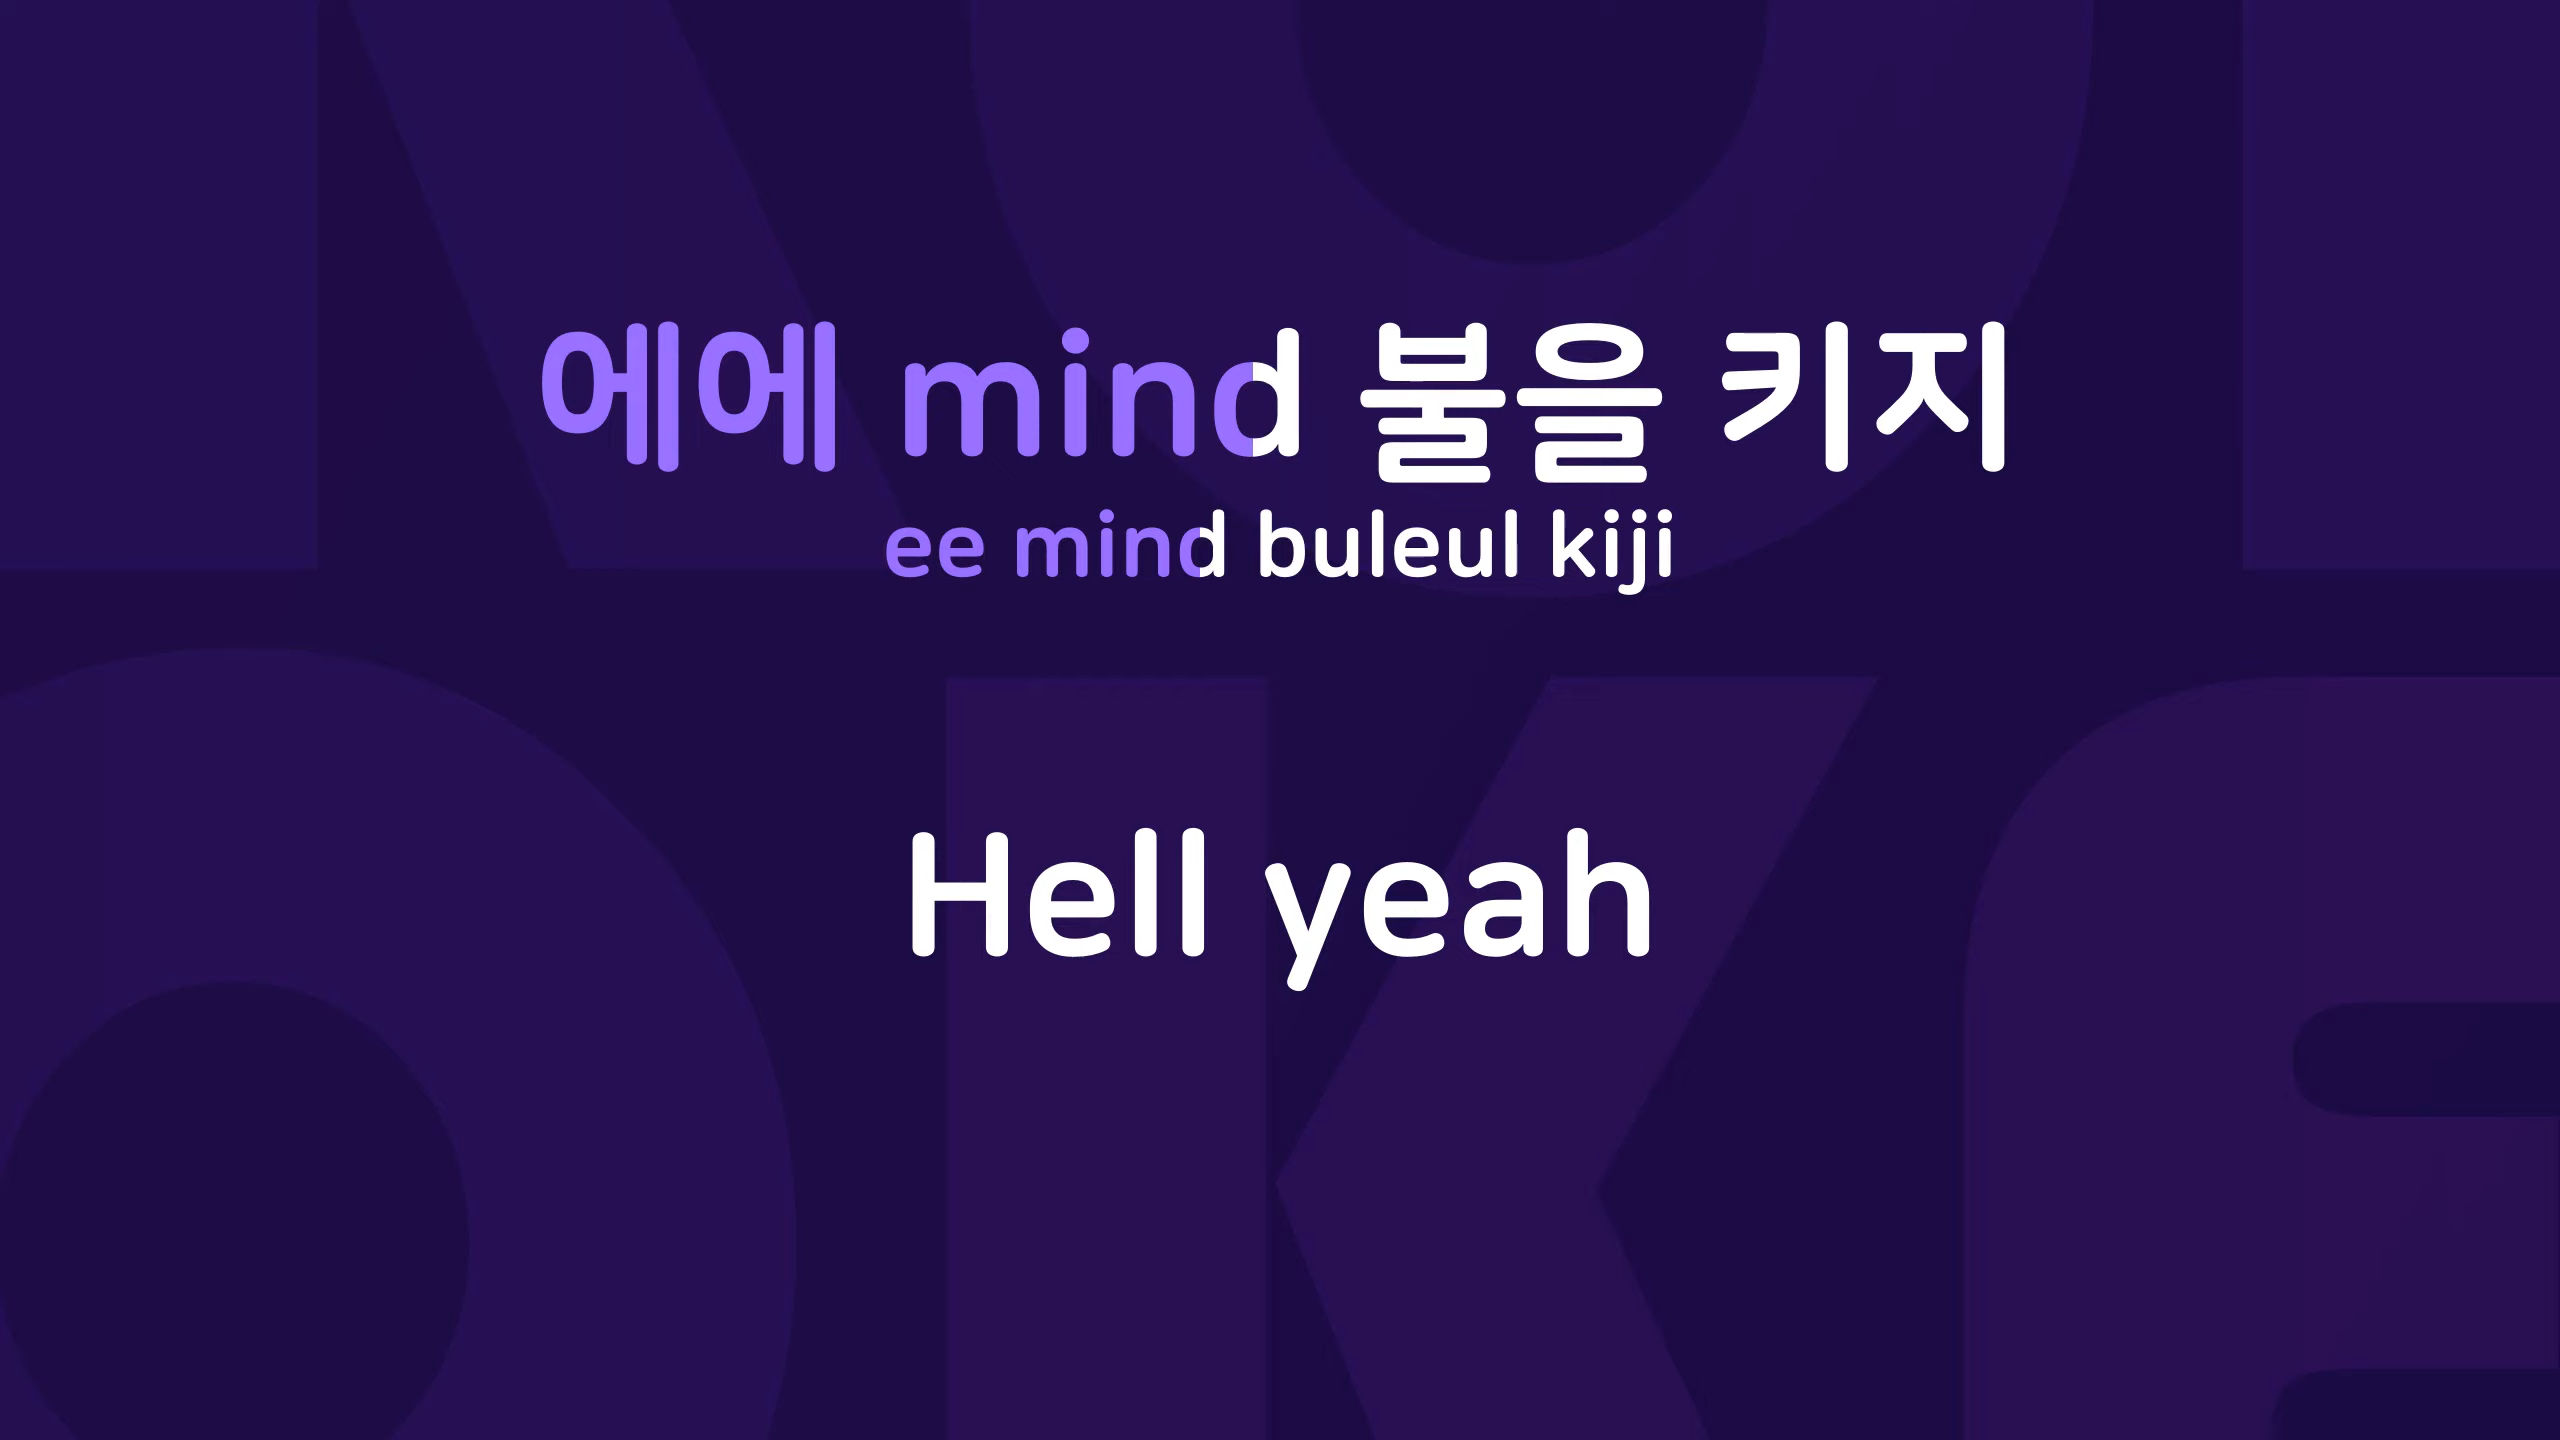 에에 mind 불을 키지
ee mind buleul kiji
Hell yeah